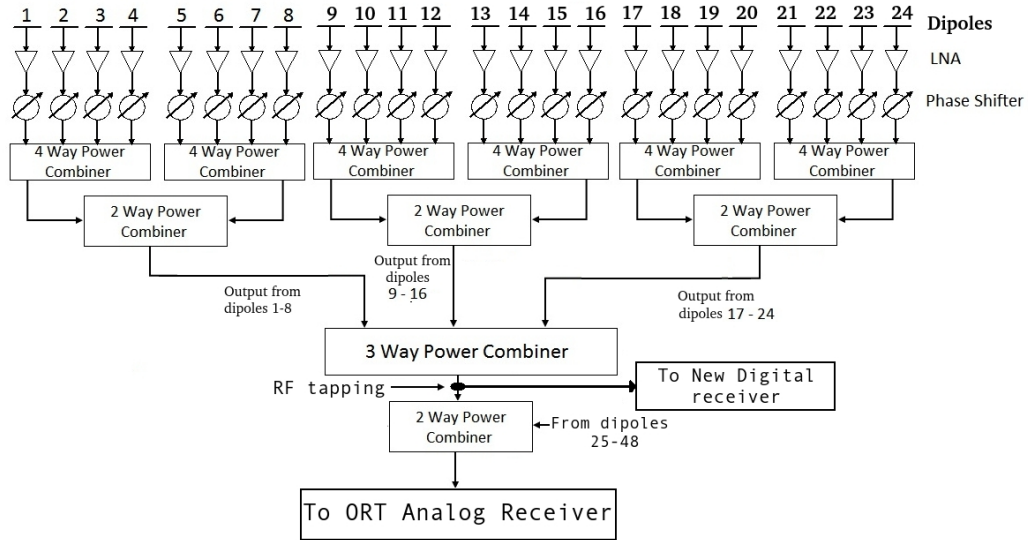 1 2 3 4 5 6 7 8 9 10 11 12 13 14 15 16 17 18 19 20 21 22 23 24 Dipoles
LNA
Phase Shifter
4 Way Power
Combiner
4 Way Power
Combiner
4 Way Power
Combiner
4 Way Power
Combiner
4 Way Power
Combiner
4 Way Power
Combiner
2 Way Power
Combiner
2 Way Power
Combiner
2 Way Power
Combiner
Output from
dipoles 1-8
Output from
dipoles
9 - 16
Output from
dipoles 17 - 24
3 Way Power Combiner
RF tapping
To New Digital
receiver
2 Way Power
Combiner
From dipoles
25-48
To ORT Analog Receiver